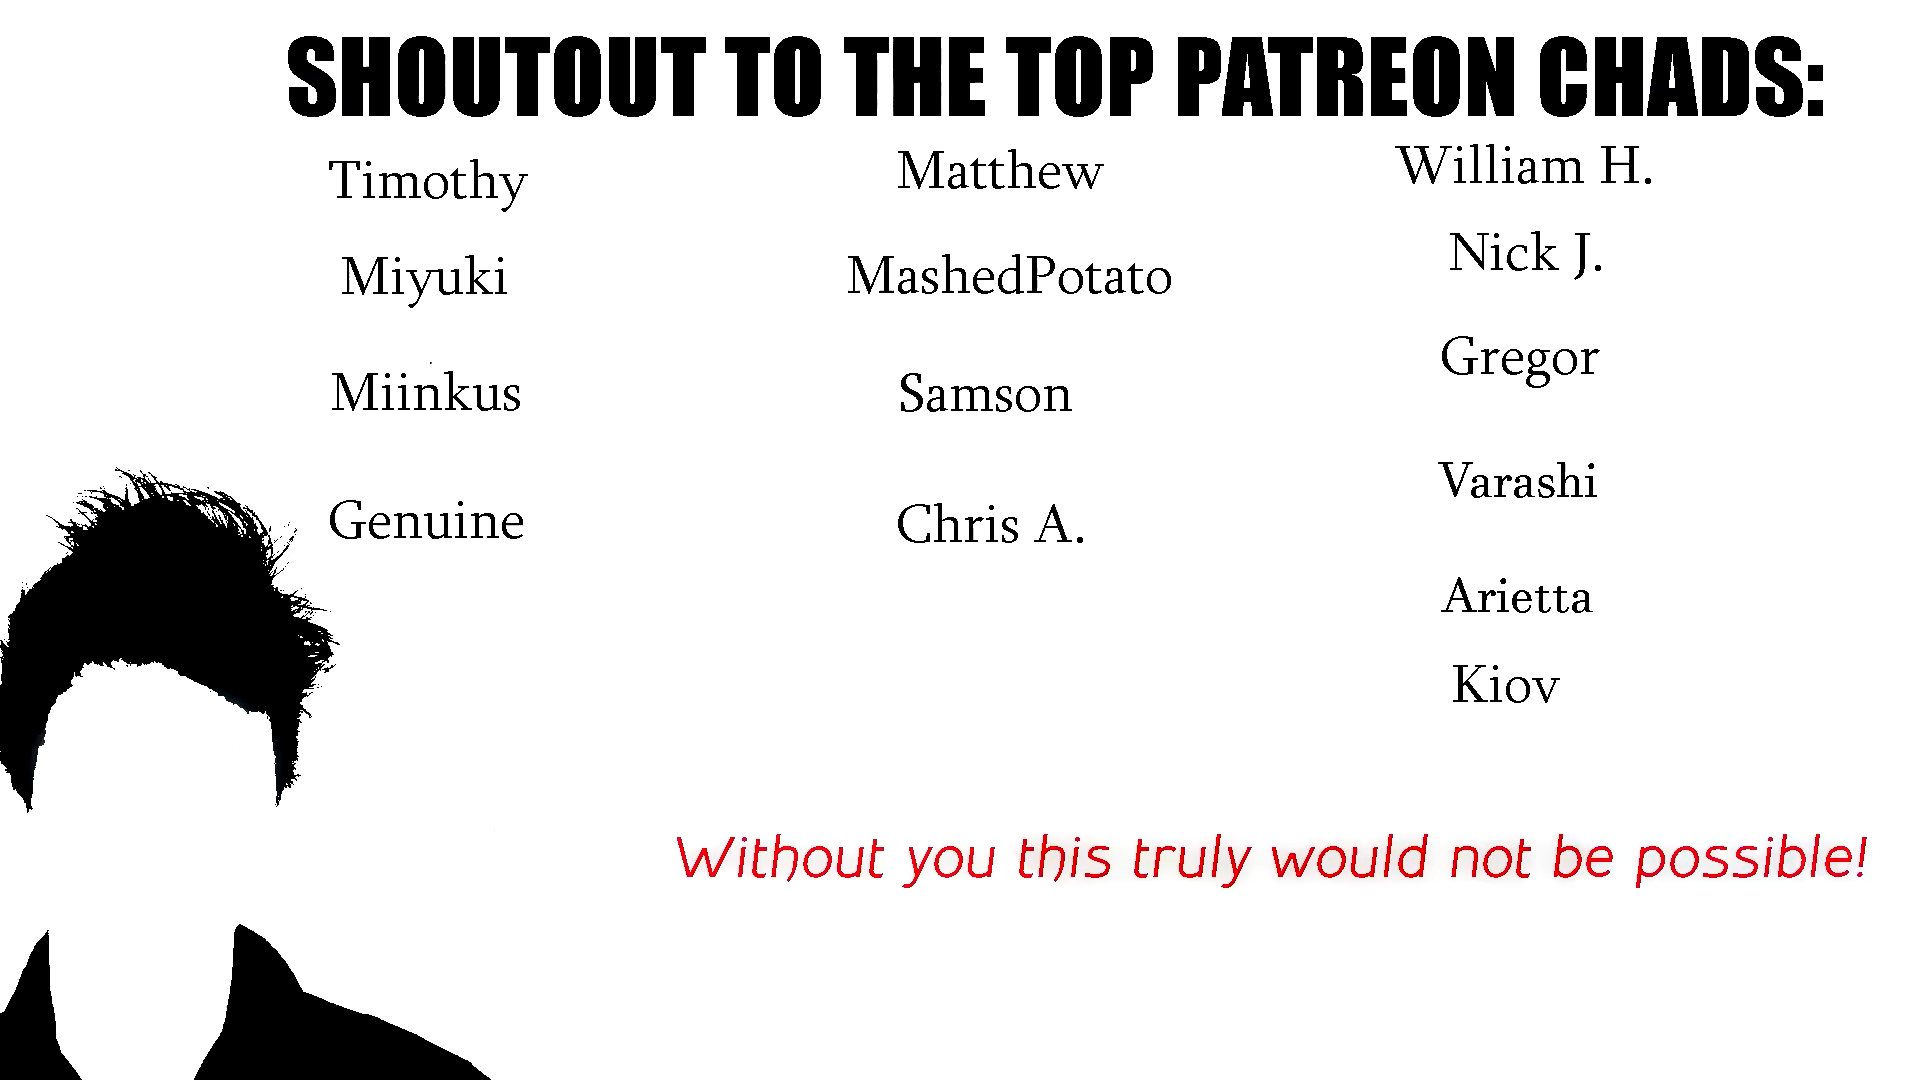 SHOUTOUT TO THE TOP PATREON CHADS:
Timothy
Miyuki
Miinkus
Genuine
Matthew
MashedPotato
Samson
Chris A.
William H.
Nick J.
Gregor
Varashi
Arietta
Kiov
Without you this truly would not be possible!